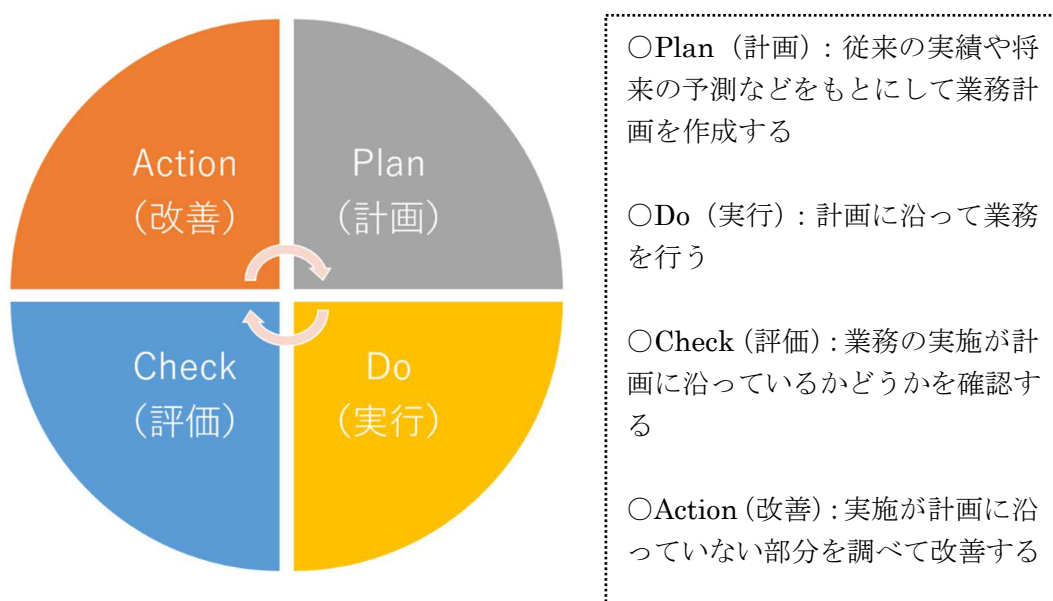 Action
(改善)
Plan
(計画)
Check
(評価)
Do
(実行)
○Plan（計画）：従来の実績や将
来の予測などをもとにして業務計
画を作成する
○Do（実行）：計画に沿って業務
を行う
○Check（評価）：業務の実施が計
画に沿っているかどうかを確認す
る
○Action（改善）：実施が計画に沿
っていない部分を調べて改善する